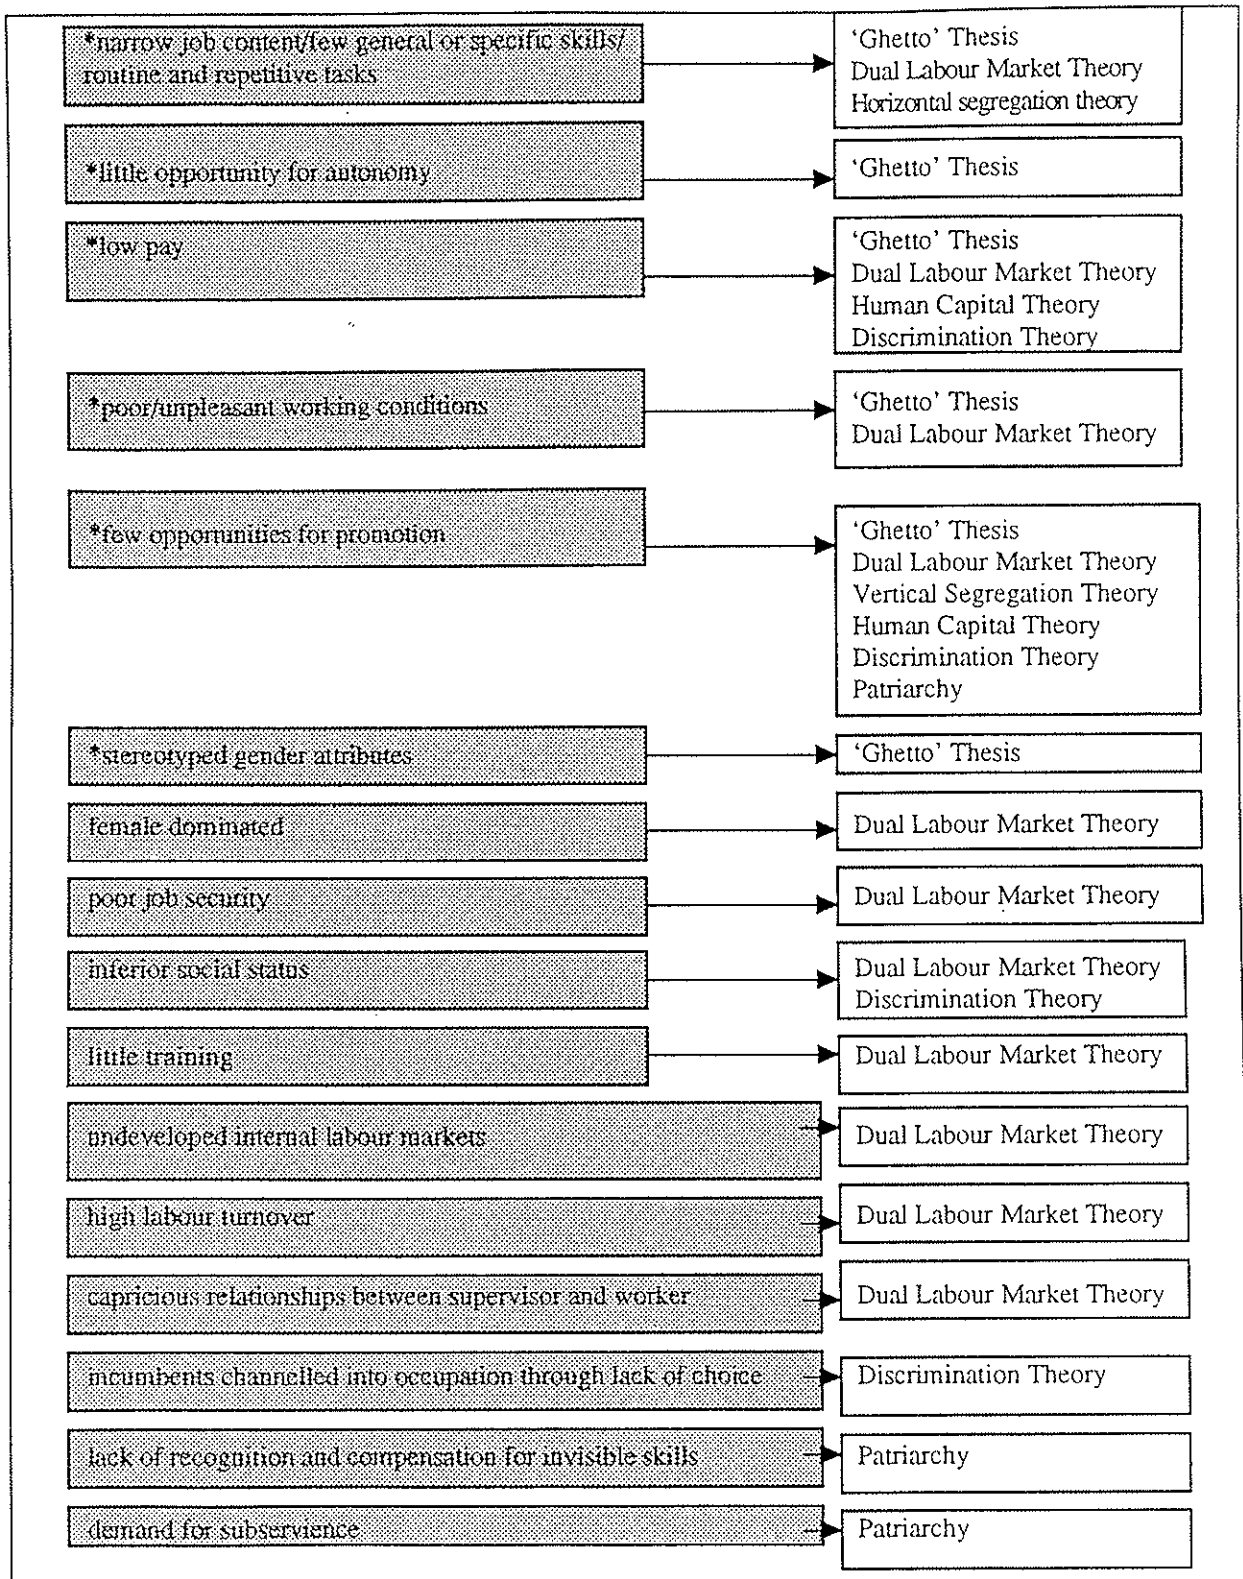 *narrow job content/few general or specific skills/
routine and repetitive tasks
'Ghetto' Thesis
Dual Labour Market Theory
Horizontal segregation theory
*little opportunity for autonomy
'Ghetto' Thesis
*low pay
'Ghetto' Thesis
Dual Labour Market Theory
Human Capital Theory
Discrimination Theory
*poor/unpleasant working conditions
'Ghetto' Thesis
Dual Labour Market Theory
*few opportunities for promotion
'Ghetto' Thesis
Dual Labour Market Theory
Vertical Segregation Theory
Human Capital Theory
Discrimination Theory
Patriarchy
*stereotyped gender attributes
'Ghetto' Thesis
female dominated
Dual Labour Market Theory
poor job security
Dual Labour Market Theory
inferior social status
Dual Labour Market Theory
Discrimination Theory
little training
Dual Labour Market Theory
undeveloped internal labour markets
Dual Labour Market Theory
high labour turnover
Dual Labour Market Theory
capricious relationships between supervisor and worker
Dual Labour Market Theory
incumbents channelled into occupation through lack of choice
Discrimination Theory
lack of recognition and compensation for invisible skills
Patriarchy
demand for subservience
Patriarchy